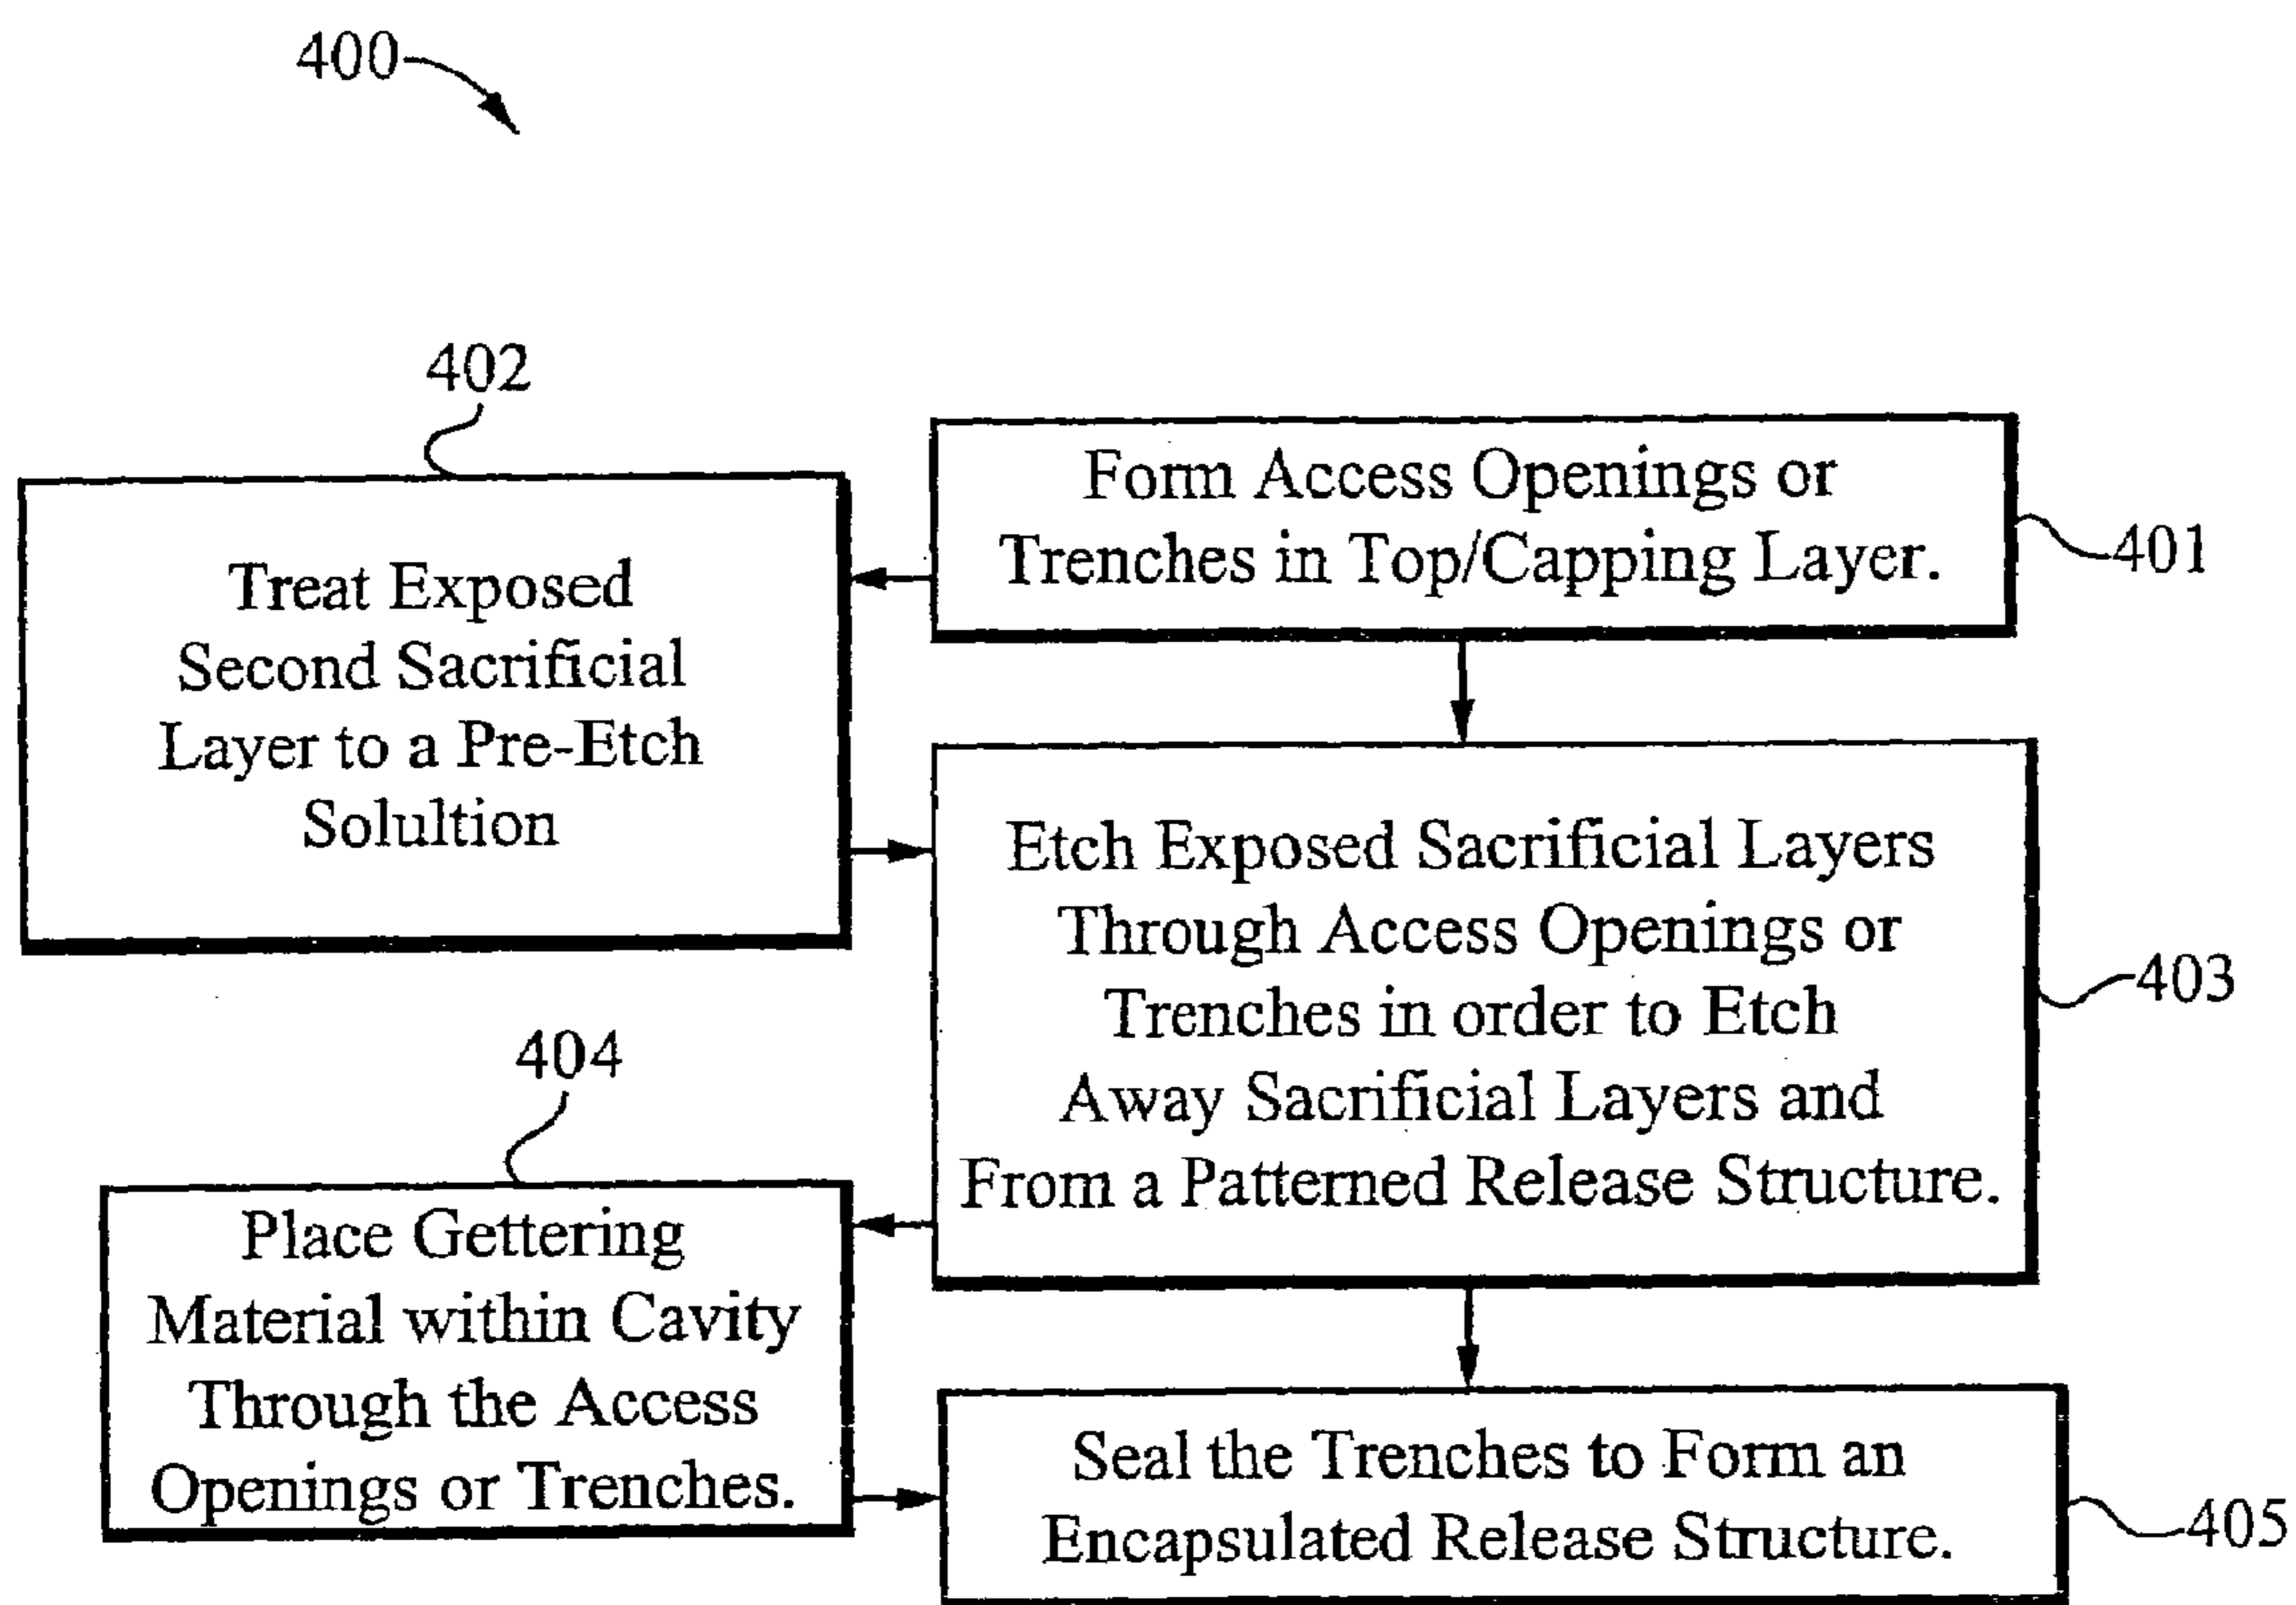 400
402
Treat Exposed
Second Sacrificial
Layer to a Pre-Etch
Solultion
Form Access Openings or
Trenches in Top/Capping Layer.
401
Etch Exposed Sacrificial Layers
Through Access Openings or
Trenches in order to Etch
Away Sacrificial Layers and
From a Patterned Release Structure.
403
404
Place Gettering
Material within Cavity
Through the Access
Openings or Trenches.
Seal the Trenches to Form an
Encapsulated Release Structure.
405